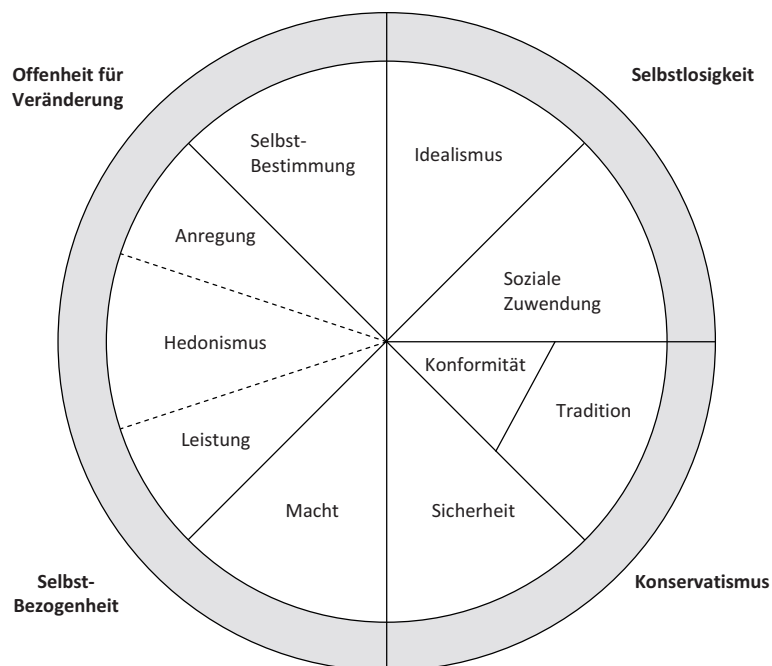 Offenheit für
Veränderung
Selbstlosigkeit
Selbst-
Bestimmung
Idealismus
Anregung
Soziale
Zuwendung
Hedonismus
Konformität
Tradition
Leistung
Macht
Sicherheit
Selbst-
Bezogenheit
Konservatismus